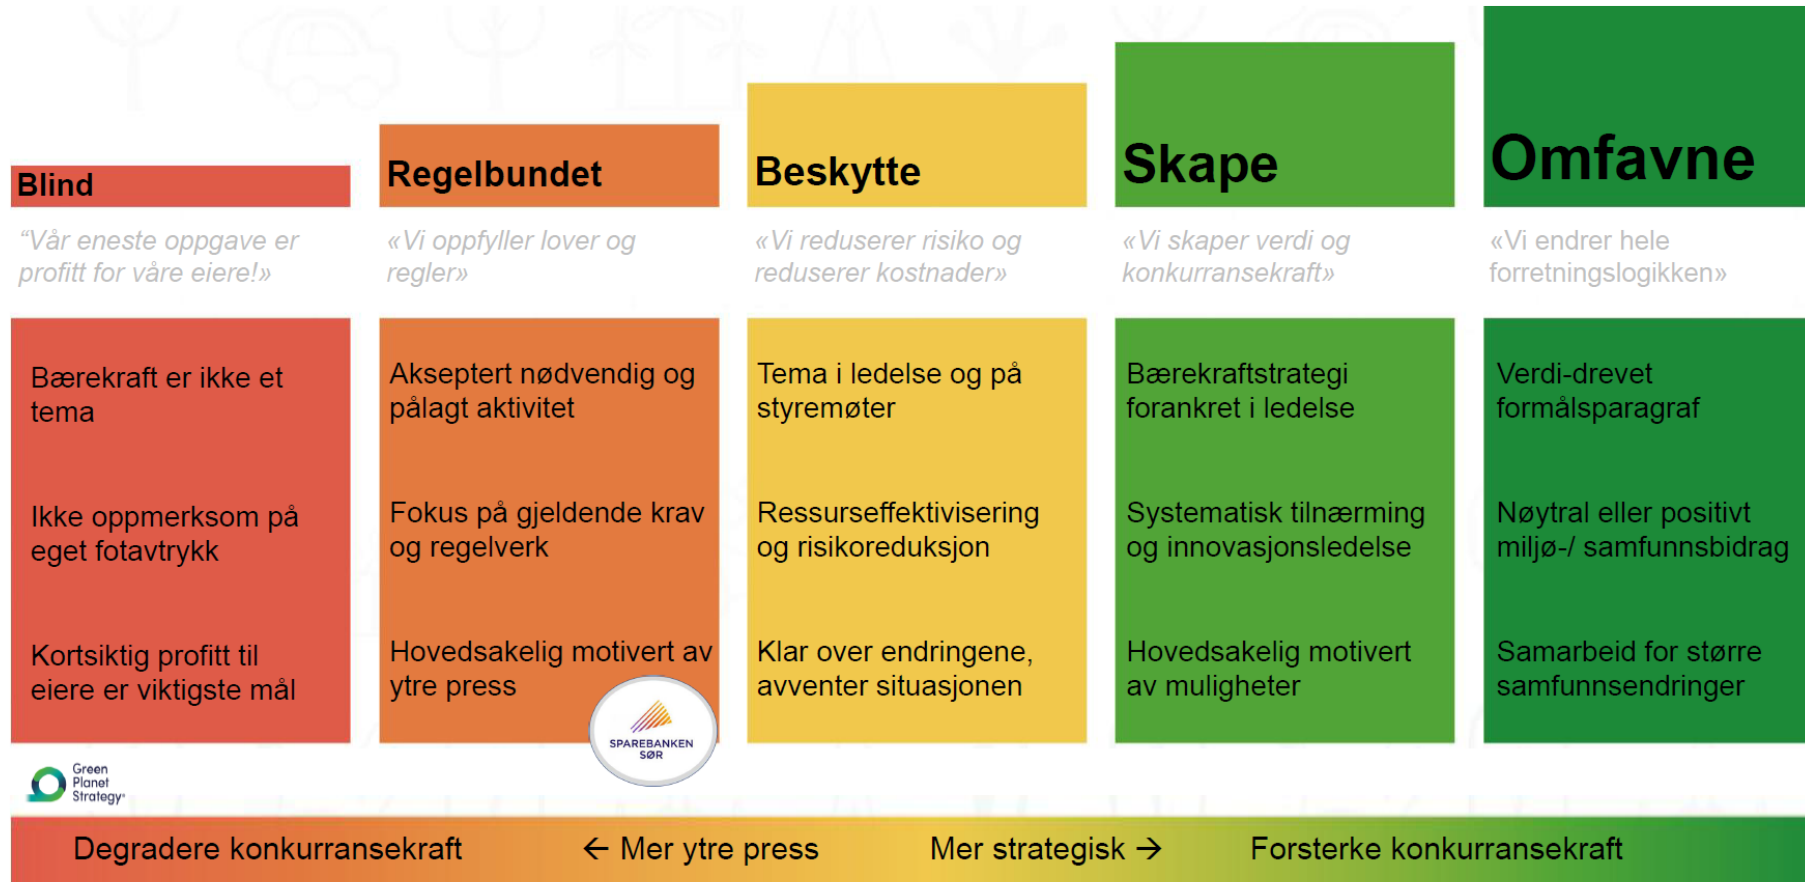 Blind
“Vår eneste oppgave er
profitt for våre eiere!»
Bærekraft er ikke et
tema
Ikke oppmerksom på
eget fotavtrykk
Kortsiktig profitt til
eiere er viktigste mål
Regelbundet
«Vi oppfyller lover og
regler»
Akseptert nødvendig og
pålagt aktivitet
Fokus på gjeldende krav
og regelverk
Hovedsakelig motivert av
ytre press
SPAREBANKEN
SØR
Beskytte
«Vi reduserer risiko og
reduserer kostnader»
Tema i ledelse og på
styremøter
Ressurseffektivisering
og risikoreduksjon
Klar over endringene,
avventer situasjonen
Skape
«Vi skaper verdi og
konkurransekraft»
Bærekraftstrategi
forankret i ledelse
Systematisk tilnærming
og innovasjonsledelse
Hovedsakelig motivert
av muligheter
Omfavne
«Vi endrer hele
forretningslogikken»
Verdi-drevet
formålsparagraf
Nøytral eller positivt
miljø-/ samfunnsbidrag
Samarbeid for større
samfunnsendringer
Green
Planet
Strategy
Degradere konkurransekraft
← Mer ytre press
Mer strategisk →
Forsterke konkurransekraft